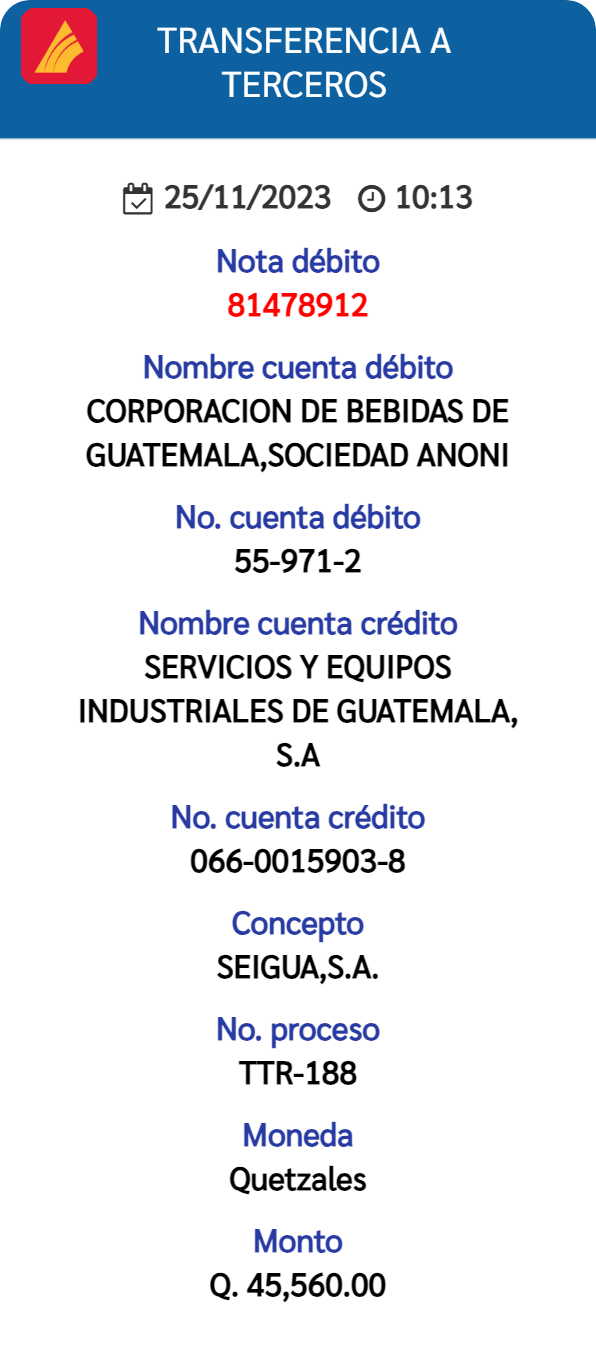 TRANSFERENCIA A
TERCEROS
25/11/2023 10:13
Nota débito
81478912
Nombre cuenta débito
CORPORACION DE BEBIDAS DE
GUATEMALA,SOCIEDAD ANONI
No. cuenta débito
55-971-2
Nombre cuenta crédito
SERVICIOS Y EQUIPOS
INDUSTRIALES DE GUATEMALA,
S.A
No. cuenta crédito
066-0015903-8
Concepto
SEIGUA,S.A.
No. proceso
TTR-188
Moneda
Quetzales
Monto
Q. 45,560.00